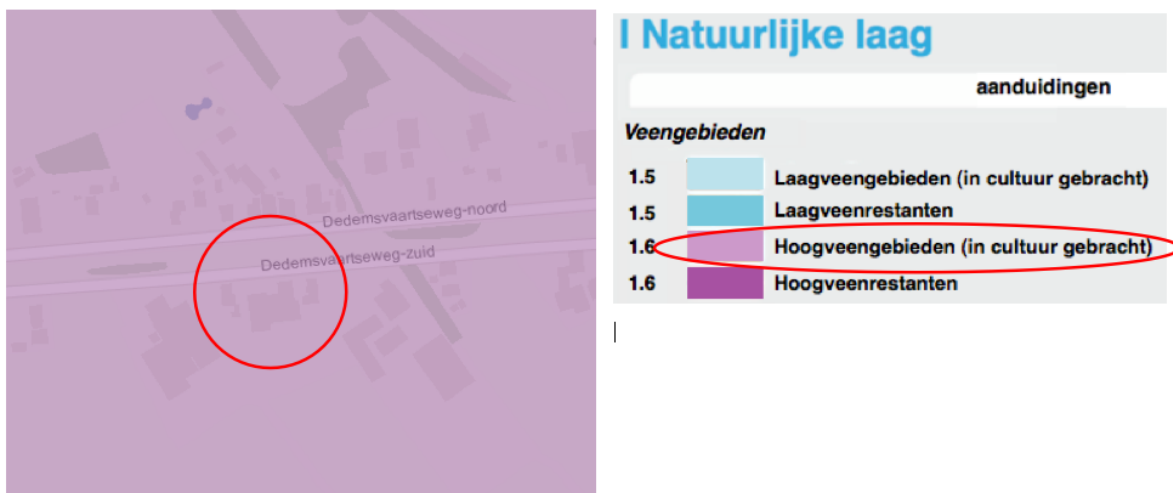 Dedemsvaartseweg-noord
Dedemsvaartseweg-zuid
I Natuurlijke laag
aanduidingen
Veengebieden
1.5 Laagveengebieden (in cultuur gebracht)
1.5 Laagveenrestanten
1.6 Hoogveengebieden (in cultuur gebracht)
1.6 Hoogveenrestanten